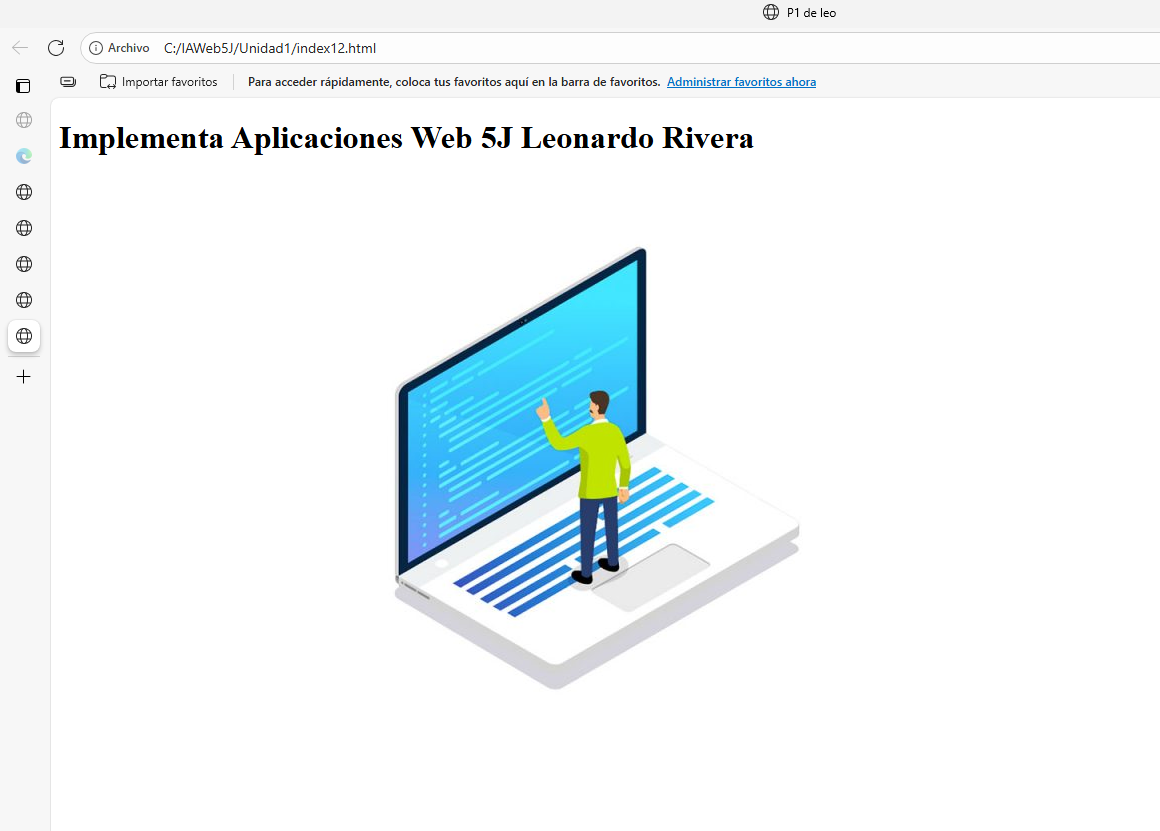 P1 de leo
Archivo C:/IAWeb5J/Unidad1/index12.html
Importar favoritos Para acceder rápidamente, coloca tus favoritos aquí en la barra de favoritos. Administrar favoritos ahora
Implementa Aplicaciones Web 5J Leonardo Rivera